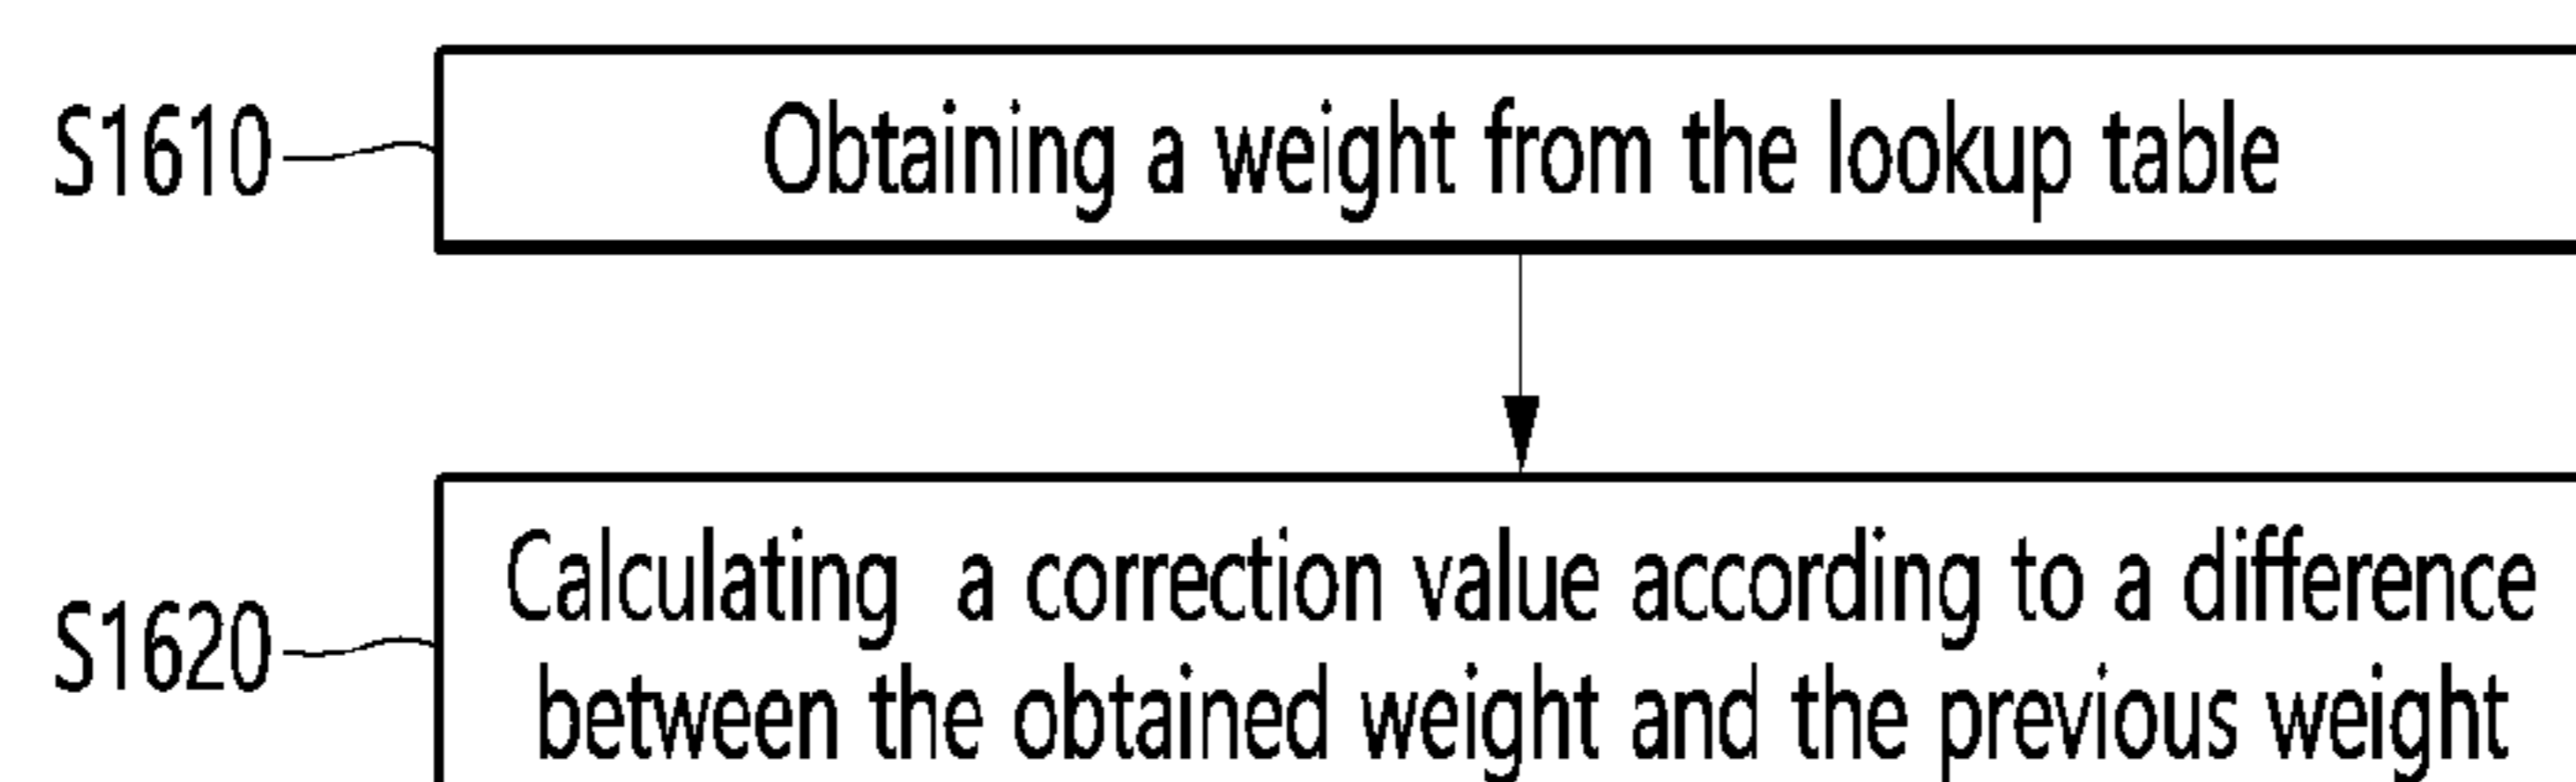 S1610
Obtaining a weight from the lookup table
S1620
Calculating a correction value according to a difference
between the obtained weight and the previous weight